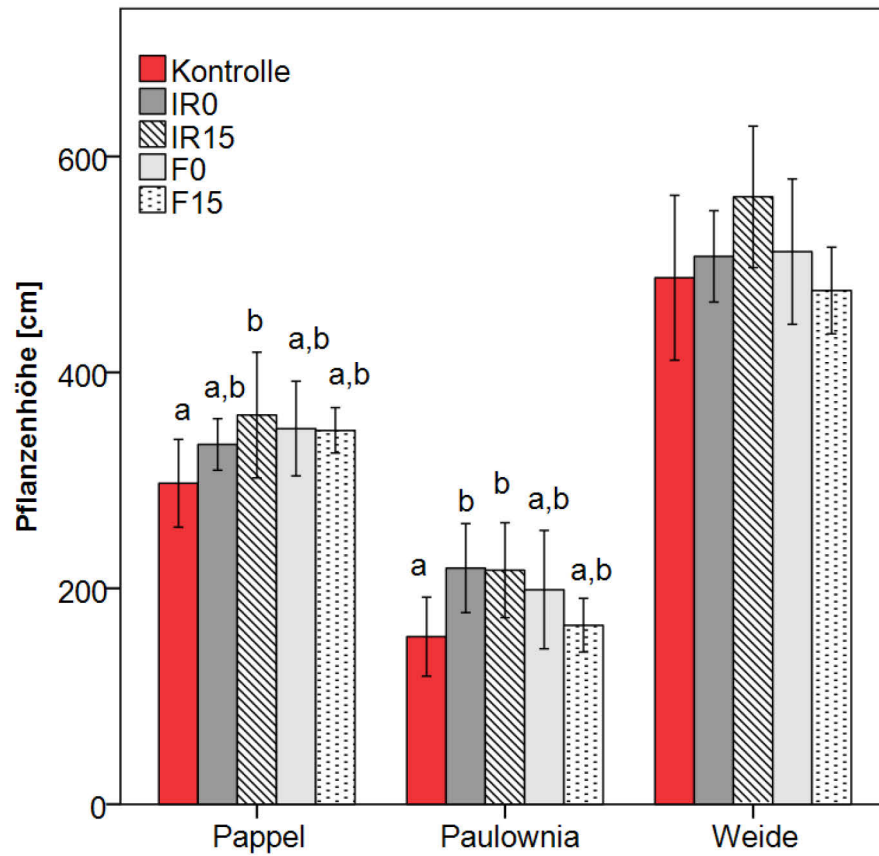 Kontrolle
IR0
IR15
F0
F15
Pflanzenhöhe [cm]
600
400
200
0
a
a,b
b
a,b
a,b
a
b
b
a,b
a,b
Pappel
Paulownia
Weide